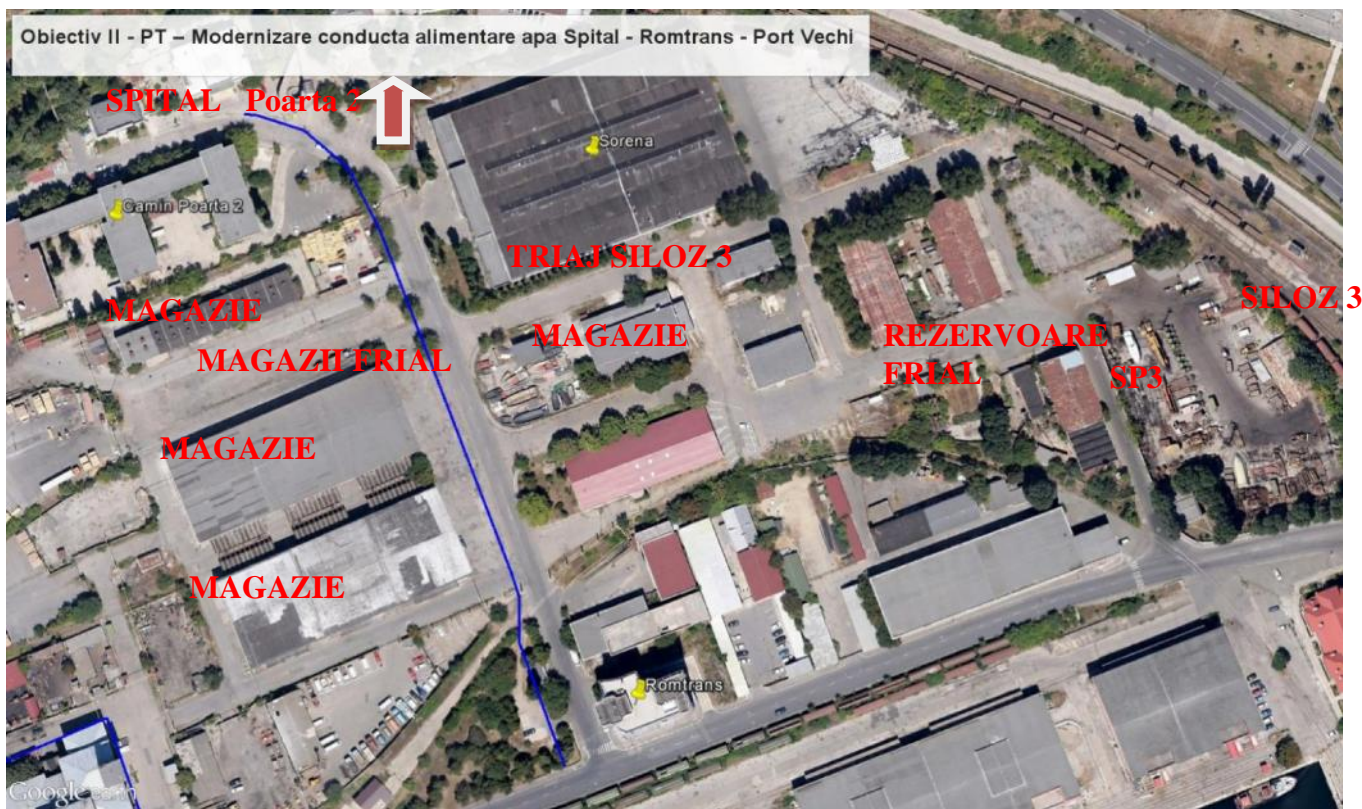 Obiectiv II - PT – Modernizare conducta alimentare apa Spital - Romtrans - Port Vechi
SPITAL Poarta 2
Sorena
Camin Poarta 2
TRIAJ SILOZ 3
MAGAZIE
SILOZ 3
MAGAZIE
REZERVOARE
FRIAL
MAGAZII FRIAL
SP3
MAGAZIE
MAGAZIE
Romtrans
Google earth